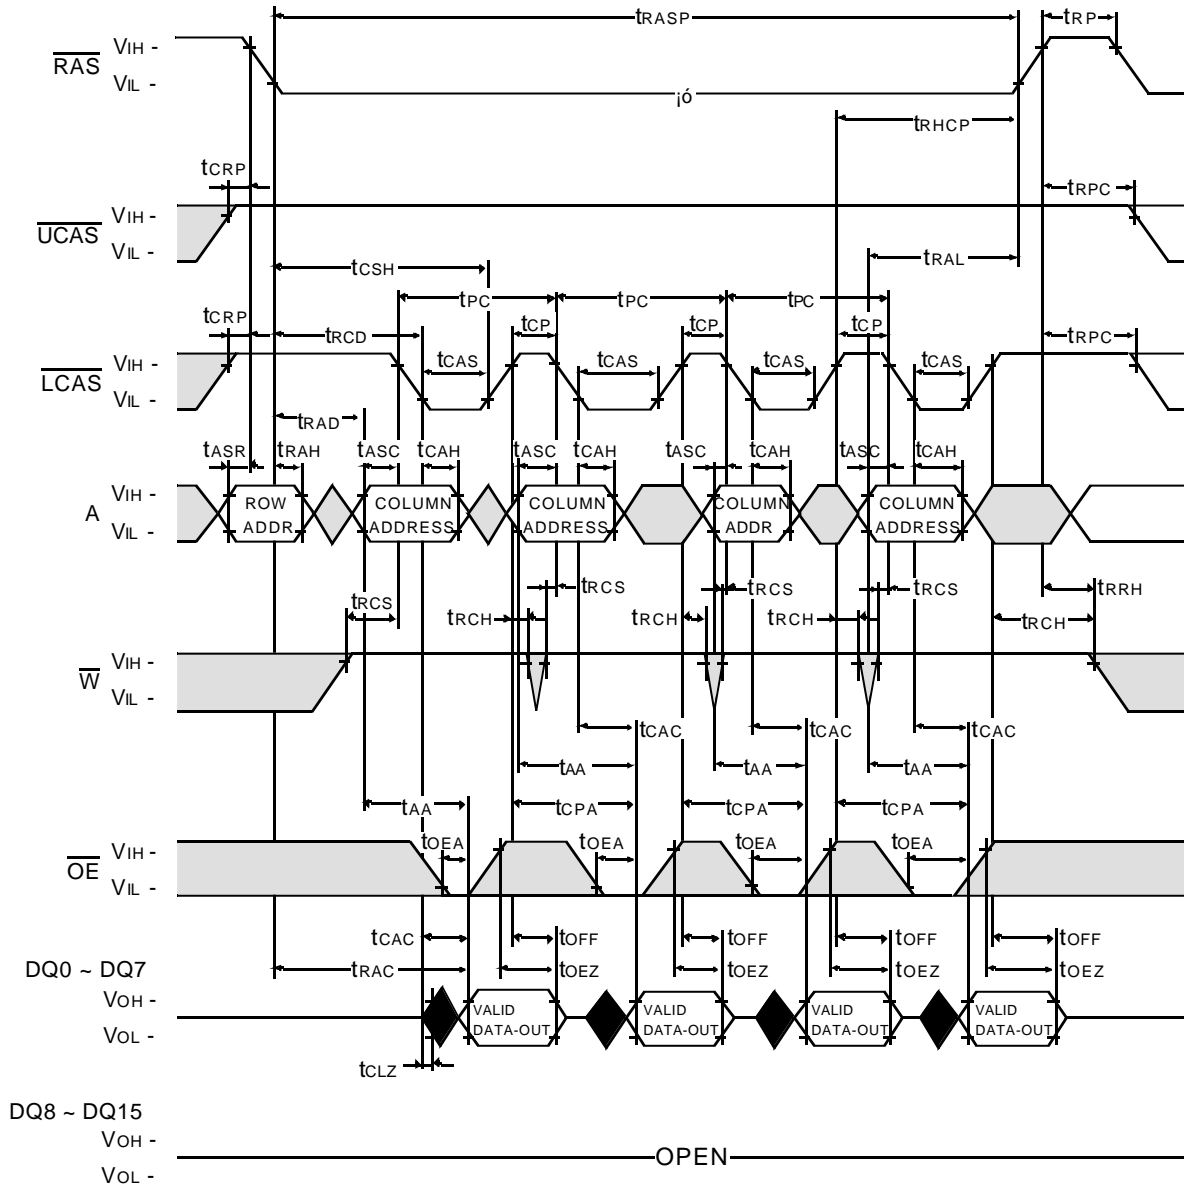 tRASP
tRP
RAS
VIH -
VIL -
¡ó
tRHCP
tCRP
tRPC
UCAS
VIH -
VIL -
tCSH
tRAL
tPC
tPC
tPC
tCRP
tRCD
tCP
tCP
tCP
tRPC
LCAS
VIH -
VIL -
tCAS
tCAS
tCAS
tCAS
tRAD
tASR
tRAH
tASC
tCAH
tASC
tCAH
tASC
tCAH
tASC
tCAH
A
VIH -
VIL -
ROW
ADDR
COLUMN
ADDRESS
COLUMN
ADDRESS
COLUMN
ADDR
COLUMN
ADDRESS
tRCS
tRCS
tRCS
tRCS
tRRH
tRCH
tRCH
tRCH
tRCH
W
VIH -
VIL -
tCAC
tCAC
tCAC
tAA
tAA
tAA
tAA
tCPA
tCPA
tCPA
OE
VIH -
VIL -
tOEA
tOEA
tOEA
tOEA
tCAC
tOFF
tOFF
tOFF
tOFF
DQ0 ~ DQ7
tRAC
tOEZ
tOEZ
tOEZ
tOEZ
VOH -
VOL -
VALID
DATA-OUT
VALID
DATA-OUT
VALID
DATA-OUT
VALID
DATA-OUT
tCLZ
DQ8 ~ DQ15
VOH -
VOL -
OPEN